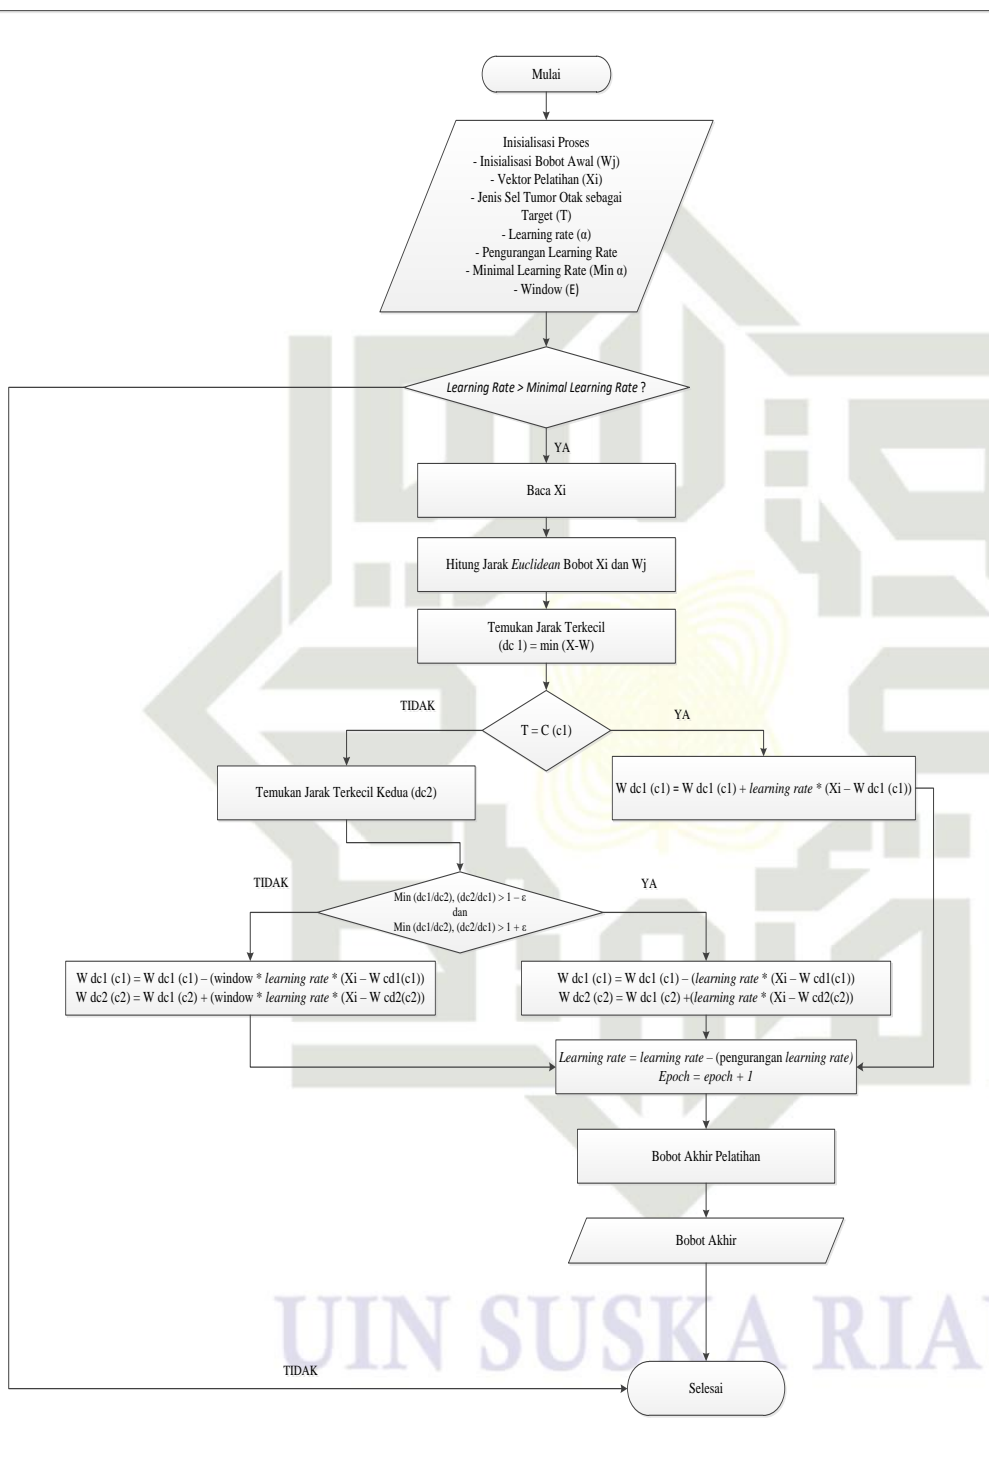 Mulai
Inisialisasi Proses
- Inisialisasi Bobot Awal (Wj)
- Vektor Pelatihan (Xi)
- Jenis Sel Tumor Otak sebagai
Target (T)
- Learning rate (α)
- Pengurangan Learning Rate
- Minimal Learning Rate (Min α)
- Window (Ɛ)
Learning Rate > Minimal Learning Rate ?
YA
Baca Xi
Hitung Jarak Euclidean Bobot Xi dan Wj
Temukan Jarak Terkecil
(dc 1) = min (X-W)
TIDAK
YA
T = C (c1)
Temukan Jarak Terkecil Kedua (dc2)
W dc1 (c1) = W dc1 (c1) + learning rate * (Xi – W dc1 (c1))
TIDAK
YA
Min (dc1/dc2), (dc2/dc1) > 1 – ε
dan
Min (dc1/dc2), (dc2/dc1) > 1 + ε
W dc1 (c1) = W dc1 (c1) – (window * learning rate * (Xi – W cd1(c1))
W dc2 (c2) = W dc1 (c2) + (window * learning rate * (Xi – W cd2(c2))
W dc1 (c1) = W dc1 (c1) – (learning rate * (Xi – W cd1(c1))
W dc2 (c2) = W dc1 (c2) +(learning rate * (Xi – W cd2(c2))
Learning rate = learning rate – (pengurangan learning rate)
Epoch = epoch + 1
Bobot Akhir Pelatihan
Bobot Akhir
UIN SUSKA RIA
TIDAK
Selesai